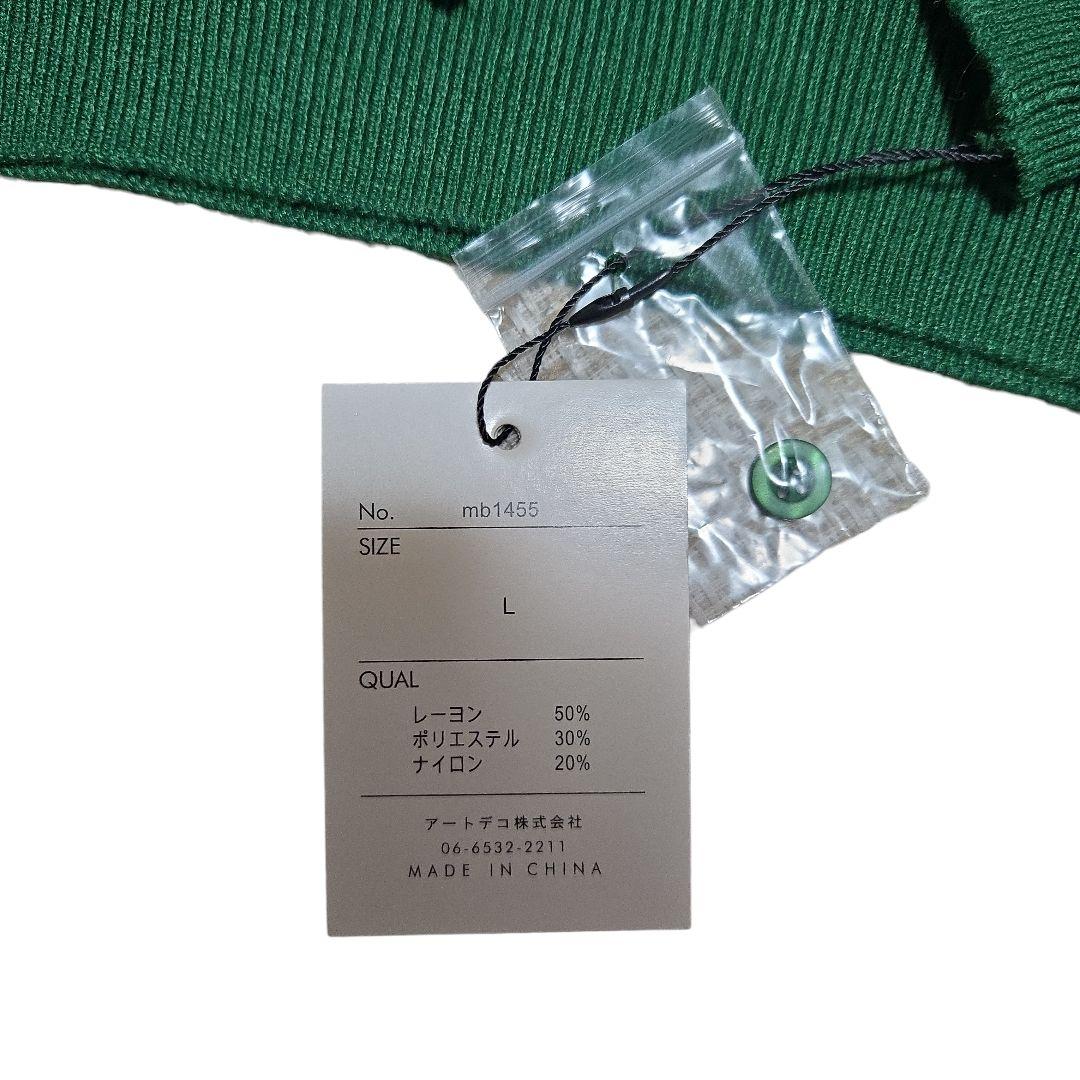 No. mb1455
SIZE
L
QUAL
レーヨン 50%
ポリエステル 30%
ナイロン 20%
アートデコ株式会社
06-6532-2211
MADE IN CHINA